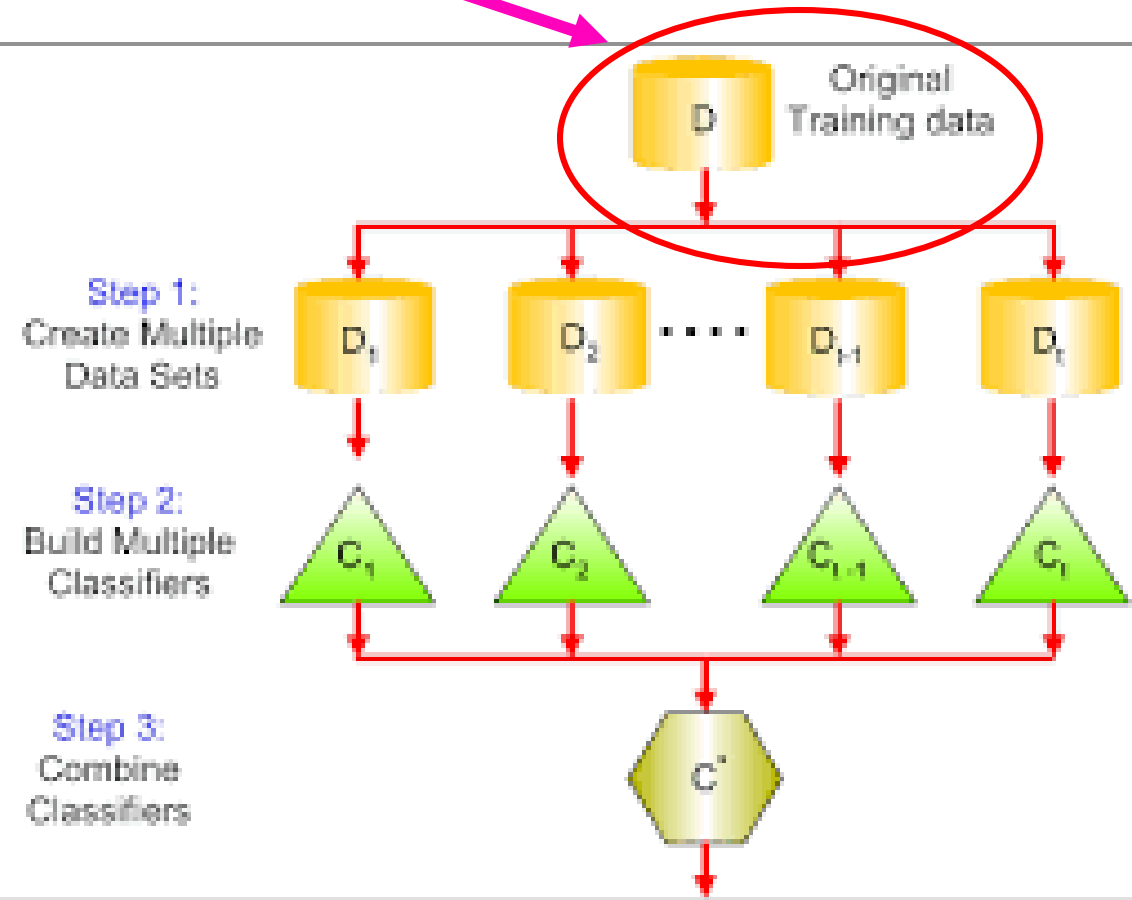 Original
Training data
D
Step 1:
Create Multiple
Data Sets
D₁
D₂
....
Dₜ₋₁
Dₜ
Step 2:
Build Multiple
Classifiers
C₁
C₂
Cₜ₋₁
Cₜ
Step 3:
Combine
Classifiers
C*